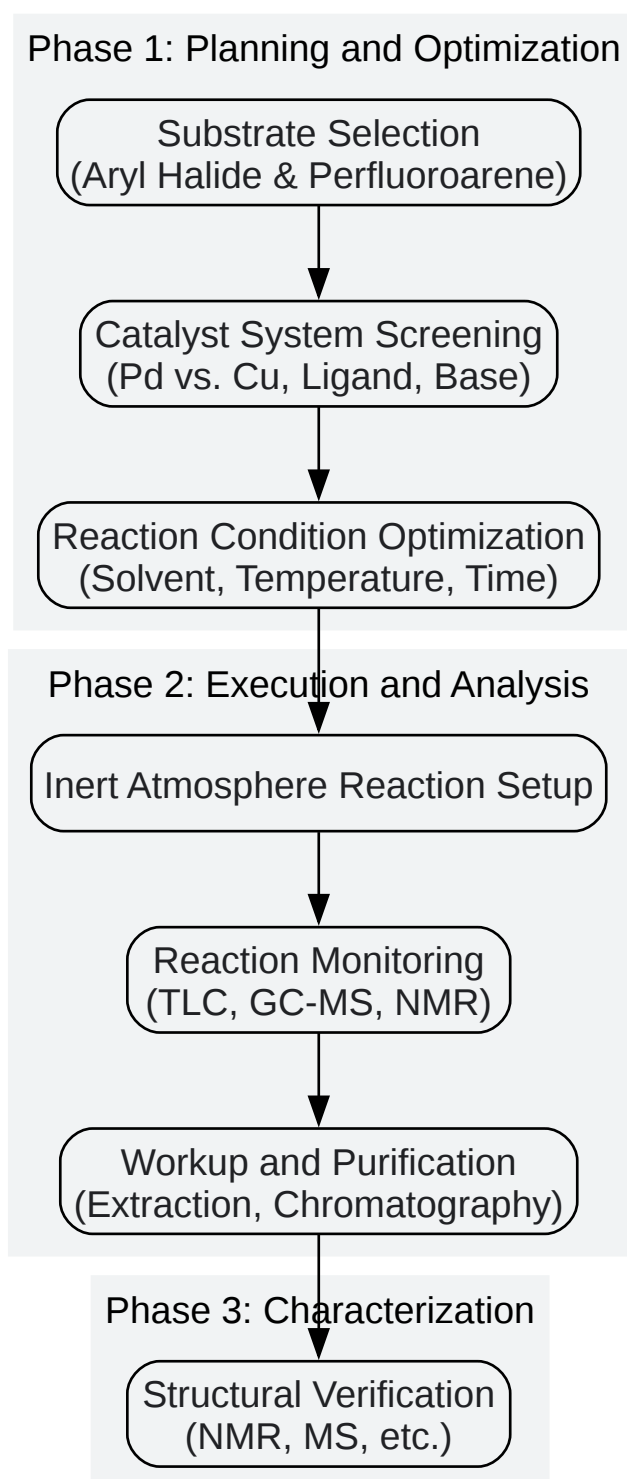 Phase 1: Planning and Optimization
Substrate Selection
(Aryl Halide & Perfluoroarene)
Catalyst System Screening
(Pd vs. Cu, Ligand, Base)
Reaction Condition Optimization
(Solvent, Temperature, Time)
Phase 2: Execution and Analysis
Inert Atmosphere Reaction Setup
Reaction Monitoring
(TLC, GC-MS, NMR)
Workup and Purification
(Extraction, Chromatography)
Phase 3: Characterization
Structural Verification
(NMR, MS, etc.)